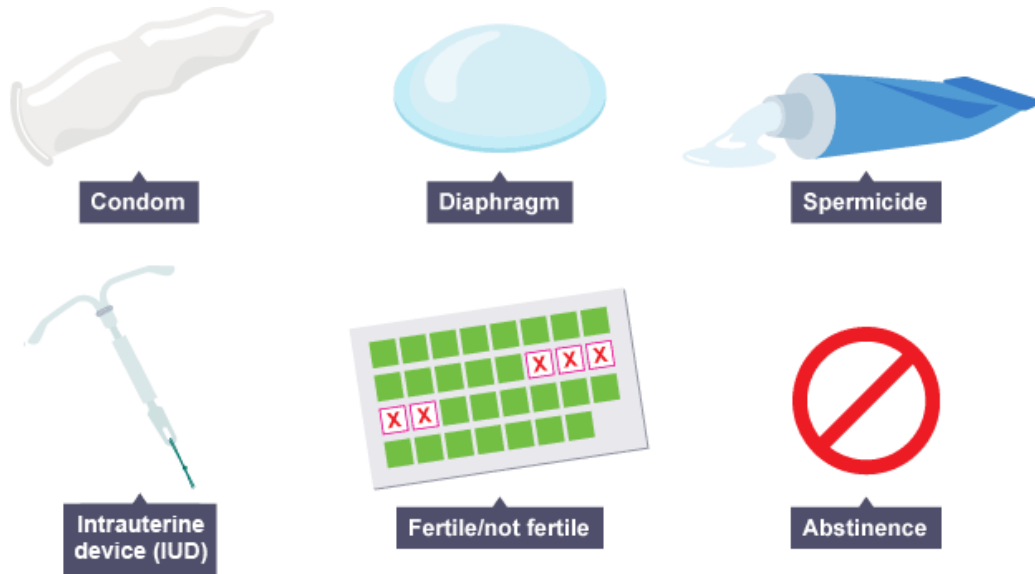 Condom
Diaphragm
Spermicide
X X X
X X
Intrauterine
device (IUD)
Fertile/not fertile
Abstinence